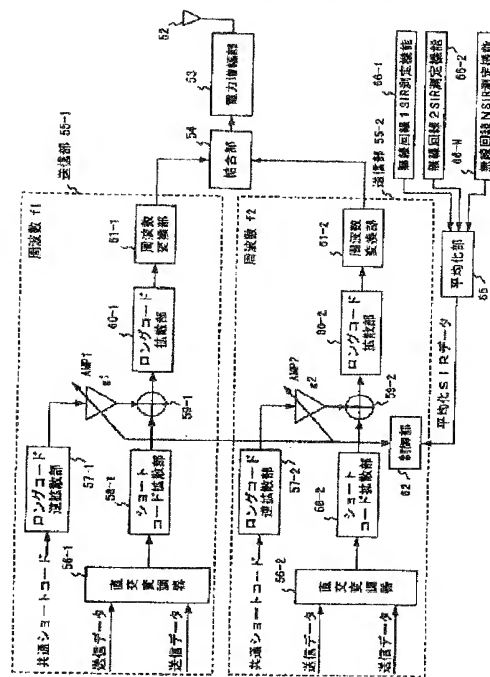 送信部 55-1
周波数 f1
共通ショートコード
ロングコード
逆拡散部
57-1
AMP1
g1
送信データ
送信データ
56-1
直交変調器
58-1
ショート
コード拡散部
59-1
60-1
ロングコード
拡散部
61-1
周波数
変換部
54
結合部
53
電力増幅部
52
送信部 55-2
周波数 f2
共通ショートコード
ロングコード
逆拡散部
57-2
AMP2
g2
送信データ
送信データ
56-2
直交変調器
58-2
ショート
コード拡散部
59-2
60-2
ロングコード
拡散部
61-2
周波数
変換部
62
制御部
平均化SIRデータ
平均化部
65
66-1
無線回線1SIR測定機能
66-2
無線回線2SIR測定機能
66-N
無線回線NSIR測定機能